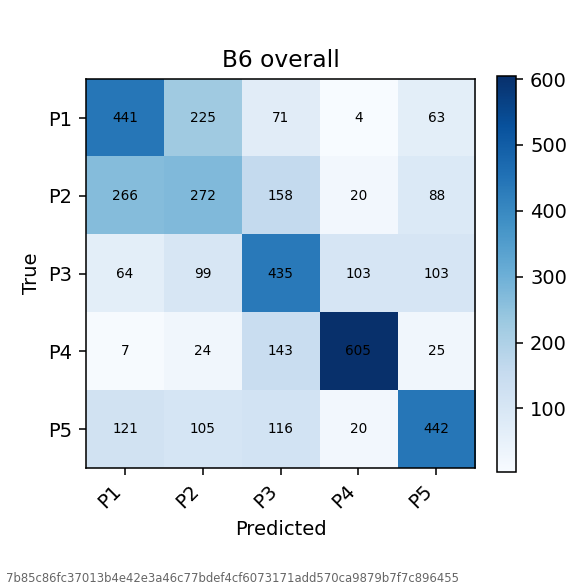 B6 overall
P1 441 225 71 4 63
P2 266 272 158 20 88
P3 64 99 435 103 103
P4 7 24 143 605 25
P5 121 105 116 20 442
P1 P2 P3 P4 P5
True
Predicted
600
500
400
300
200
100
7b85c86fc37013b4e42e3a46c77bdef4cf6073171add570ca9879b7f7c896455